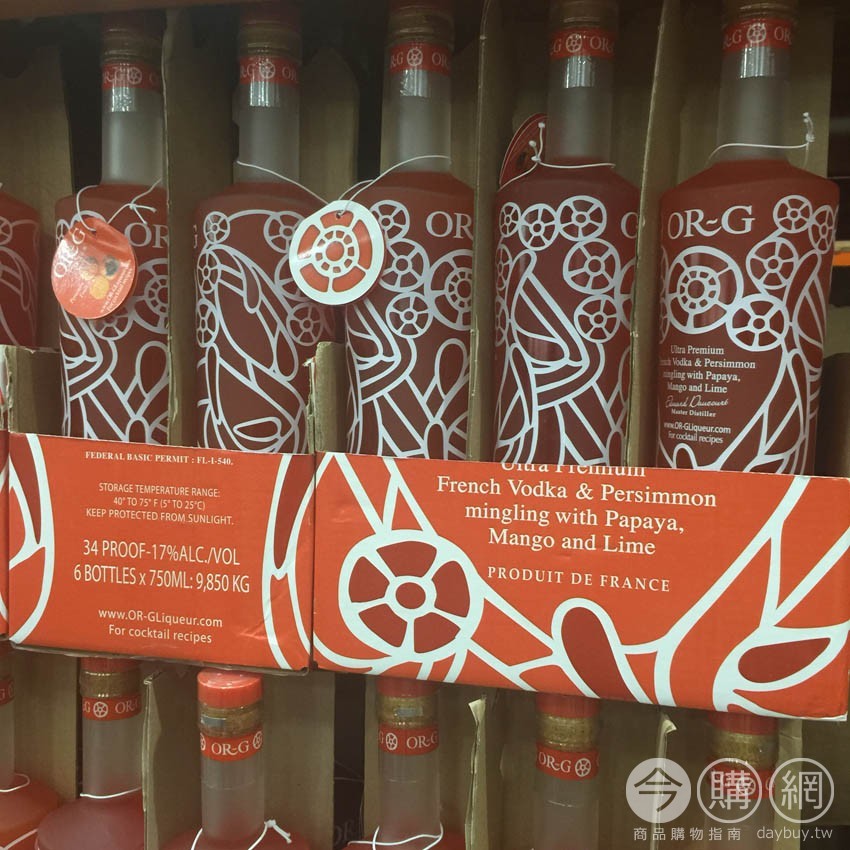 OR-G
OR-G
OR-G
OR-G
OR~G
Ultra Premium
French Vodka & Persimmon
mingling with Papaya,
Mango and Lime
Master Distiller
www.OR-GLiqueur.com
For cocktail recipes
FEDERAL BASIC PERMIT : FL-I-540.
STORAGE TEMPERATURE RANGE:
40° TO 75° F (5° TO 25°C)
KEEP PROTECTED FROM SUNLIGHT.
34 PROOF-17%ALC./VOL
6 BOTTLES x 750ML: 9,850 KG
www.OR-GLiqueur.com
For cocktail recipes
Ultra Premium
French Vodka & Persimmon
mingling with Papaya,
Mango and Lime
PRODUIT DE FRANCE
OR-G
OR-G
OR-G
今購網
商品購物指南 daybuy.tw